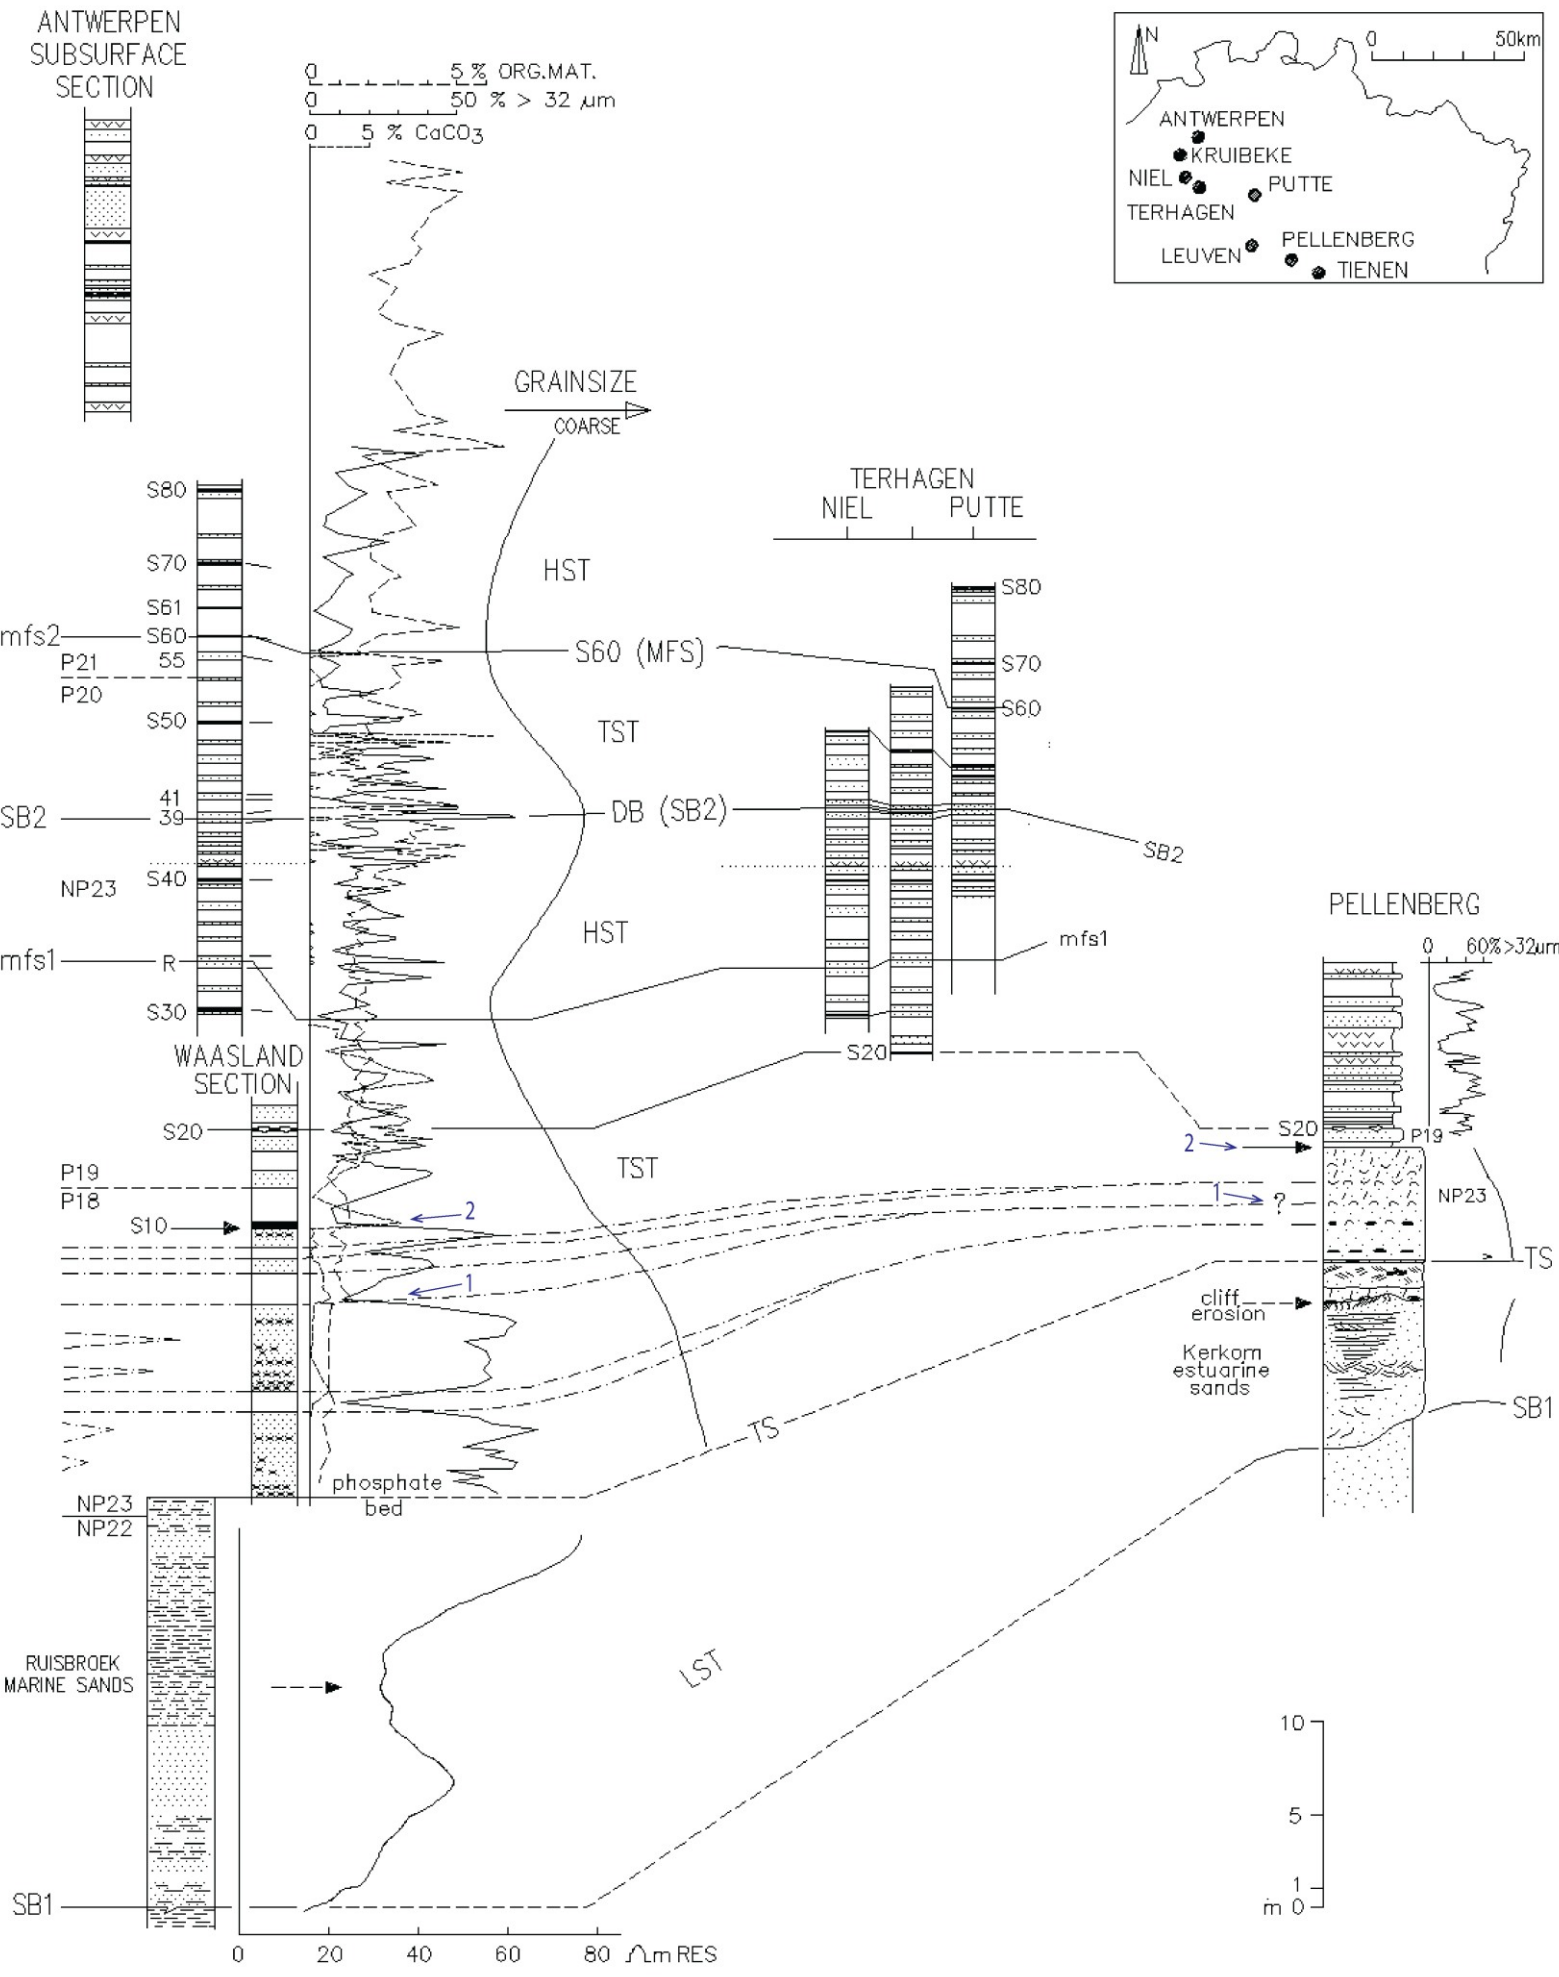 ANTWERPEN
SUBSURFACE
SECTION
0 5 % ORG.MAT.
0 50 % > 32 µm
0 5 % CaCO3
N
0 50km
ANTWERPEN
KRUIBEKE
NIEL
PUTTE
TERHAGEN
LEUVEN
PELLENBERG
TIENEN
GRAINSIZE
COARSE
TERHAGEN
NIEL
PUTTE
S80
S70
S61
mfs2
S60
P21
55
P20
S50
41
SB2
39
S40
NP23
mfs1
R
S30
HST
S60 (MFS)
TST
DB (SB2)
HST
S80
S70
S60
SB2
mfs1
S20
PELLENBERG
0 60%>32µm
WAASLAND
SECTION
S20
P19
P18
S10
TST
2
1
S20
P19
2
1
?
NP23
TS
cliff
erosion
Kerkom
estuarine
sands
SB1
TS
phosphate
bed
NP23
NP22
RUISBROEK
MARINE SANDS
LST
SB1
0 20 40 60 80 Ωm RES
10
5
1
m 0